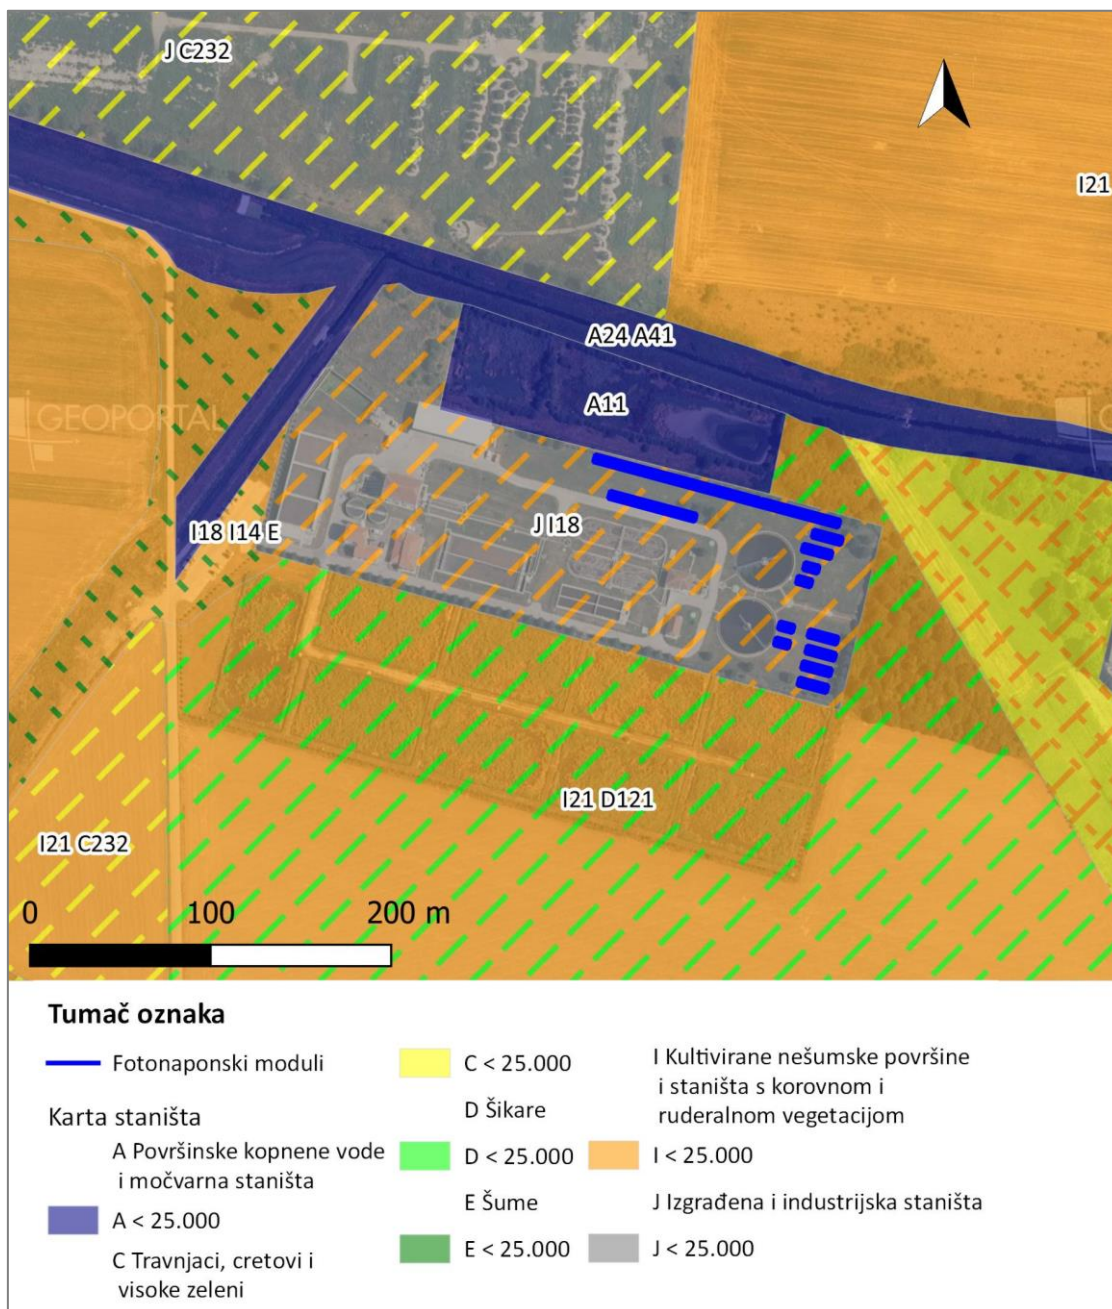 J C232
I21
A24 A41
A11
GEOPORTAL
G
I18 I14 E
J I18
I21 D121
I21 C232
0 100 200 m
Tumač oznaka
Fotonaponski moduli
Karta staništa
A Površinske kopnene vode
i močvarna staništa
A < 25.000
C Travnjaci, cretovi i
visoke zeleni
C < 25.000
D Šikare
D < 25.000
E Šume
E < 25.000
I Kultivirane nešumske površine
i staništa s korovnom i
ruderalnom vegetacijom
I < 25.000
J Izgrađena i industrijska staništa
J < 25.000